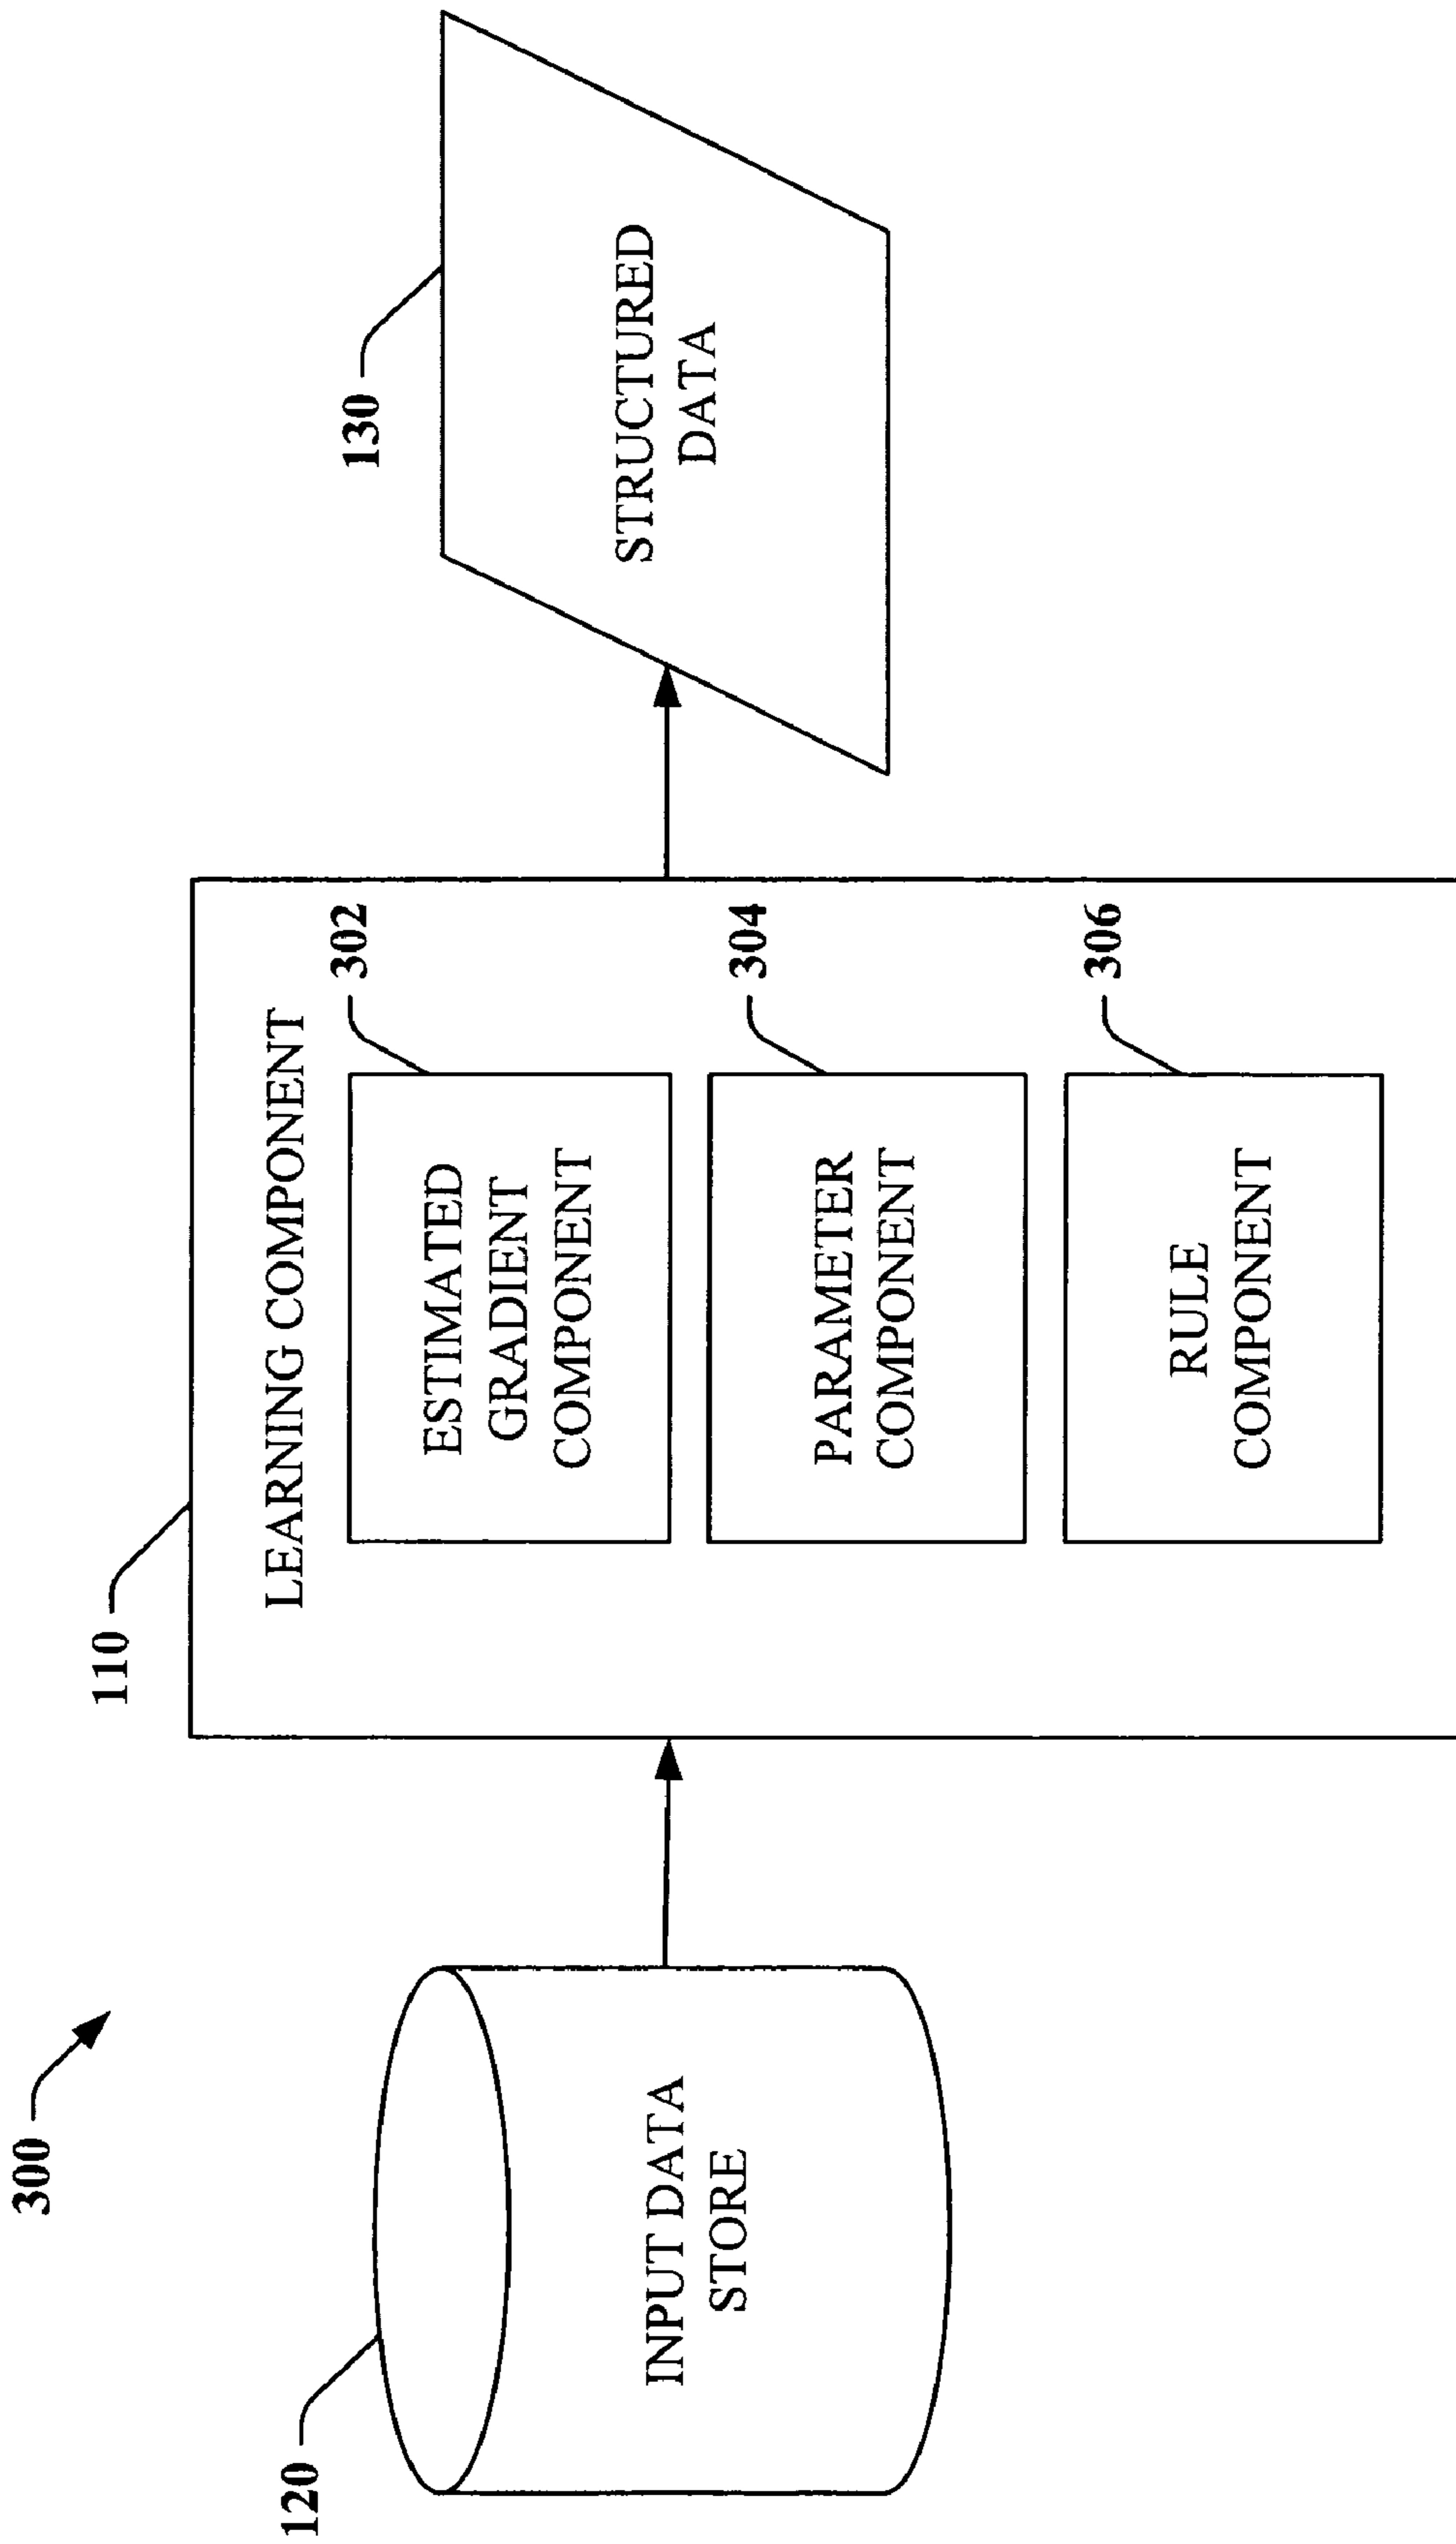 300
120
INPUT DATA
STORE
110
LEARNING COMPONENT
302
ESTIMATED
GRADIENT
COMPONENT
304
PARAMETER
COMPONENT
306
RULE
COMPONENT
130
STRUCTURED
DATA